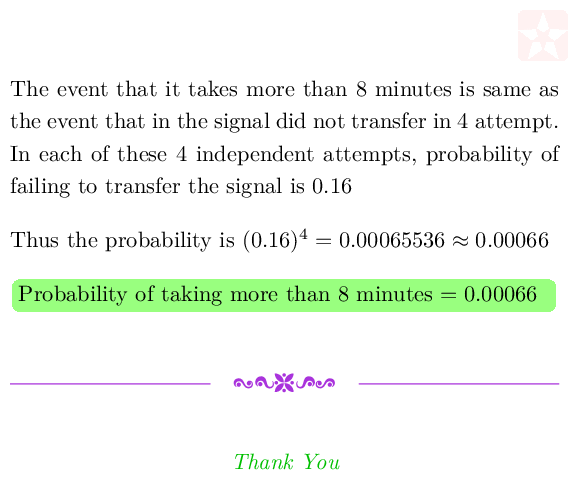 The event that it takes more than 8 minutes is same as
the event that in the signal did not transfer in 4 attempt.
In each of these 4 independent attempts, probability of
failing to transfer the signal is 0.16
Thus the probability is (0.16)⁴ = 0.00065536 ≈ 0.00066
Probability of taking more than 8 minutes = 0.00066
Thank You